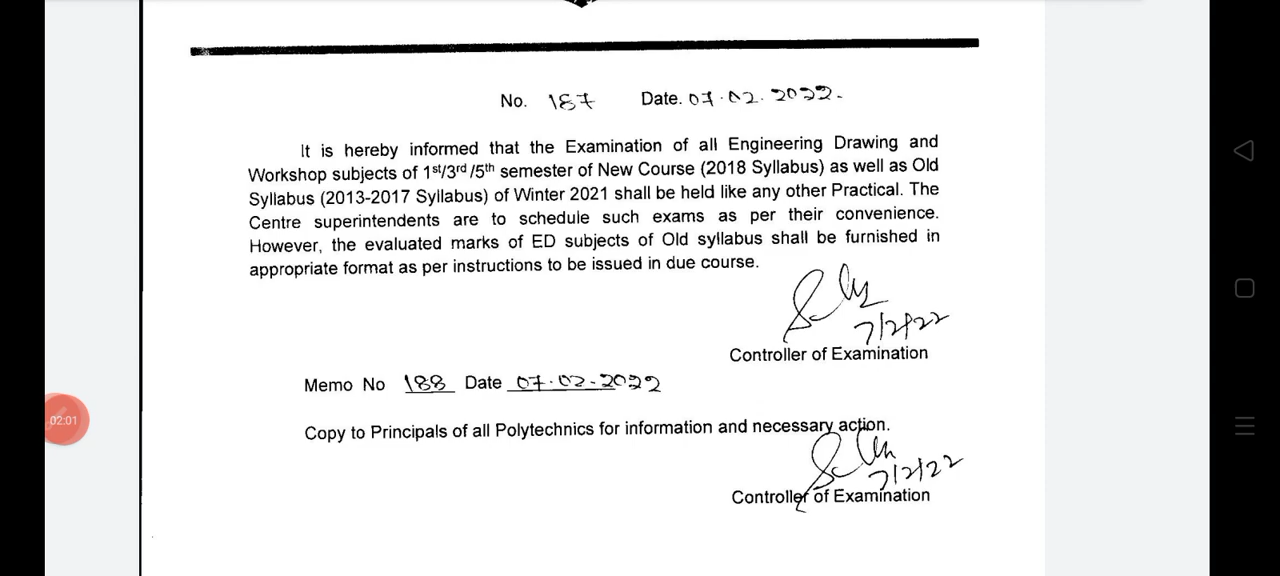 No. 187 Date. 07.02.2022.
It is hereby informed that the Examination of all Engineering Drawing and
Workshop subjects of 1st/3rd /5th semester of New Course (2018 Syllabus) as well as Old
Syllabus (2013-2017 Syllabus) of Winter 2021 shall be held like any other Practical. The
Centre superintendents are to schedule such exams as per their convenience.
However, the evaluated marks of ED subjects of Old syllabus shall be furnished in
appropriate format as per instructions to be issued in due course.
7/2/22
Controller of Examination
Memo No 188 Date 07.02.2022
02:01
Copy to Principals of all Polytechnics for information and necessary action.
7/2/22
Controller of Examination